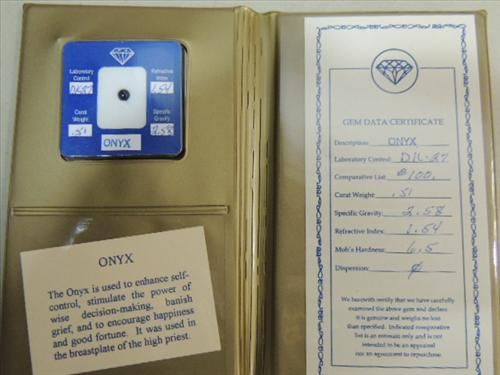 Laboratory
Control
Refractive
Index
1.54
Carat
Weight
.51
Specific
Gravity
2.58
ONYX
ONYX
The Onyx is used to enhance self-
control, stimulate the power of
wise decision-making, banish
grief, and to encourage happiness
and good fortune. It was used in
the breastplate of the high priest.
GEM DATA CERTIFICATE
Description: ONYX
Laboratory Control:
Comparative List: $100.
Carat Weight: .51
Specific Gravity: 2.58
Refractive Index: 1.54
Moh's Hardness: 6.5
Dispersion:
We herewith certify that we have carefully
examined the above gem and declare
it is genuine and weighs no less
than specified. Indicated comparative
list is an estimate only and is not
intended to be an appraisal
nor an agreement to repurchase.